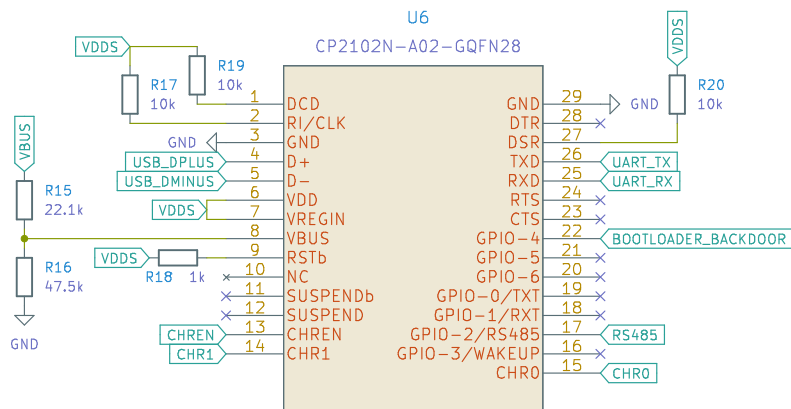 U6
CP2102N-A02-GQFN28
VDDS
R19
10k
R17
10k
VDDS
R20
10k
1 DCD
2 RI/CLK
GND 3 GND
USB_DPLUS 4 D+
USB_DMINUS 5 D-
VDDS 6 VDD
7 VREGIN
8 VBUS
VDDS R18 1k 9 RSTb
10 NC
11 SUSPENDb
12 SUSPEND
CHREN 13 CHREN
CHR1 14 CHR1
VBUS
R15
22.1k
R16
47.5k
GND
GND 29 GND
DTR 28
DSR 27
TXD 26 UART_TX
RXD 25 UART_RX
RTS 24
CTS 23
GPIO-4 22 BOOTLOADER_BACKDOOR
GPIO-5 21
GPIO-6 20
GPIO-0/TXT 19
GPIO-1/RXT 18
GPIO-2/RS485 17 RS485
GPIO-3/WAKEUP 16
CHR0 15 CHR0